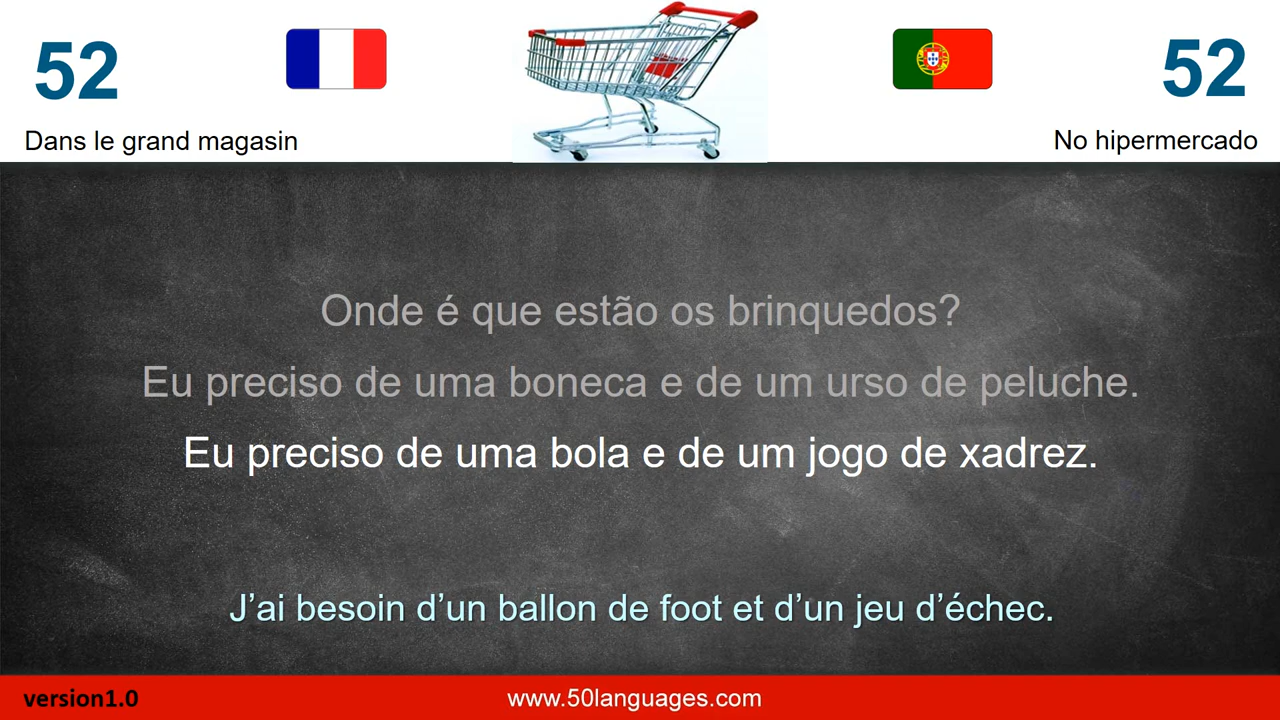 52
52
Dans le grand magasin
No hipermercado
Onde é que estão os brinquedos?
Eu preciso de uma boneca e de um urso de peluche.
Eu preciso de uma bola e de um jogo de xadrez.
J’ai besoin d’un ballon de foot et d’un jeu d’échec.
version1.0
www.50languages.com